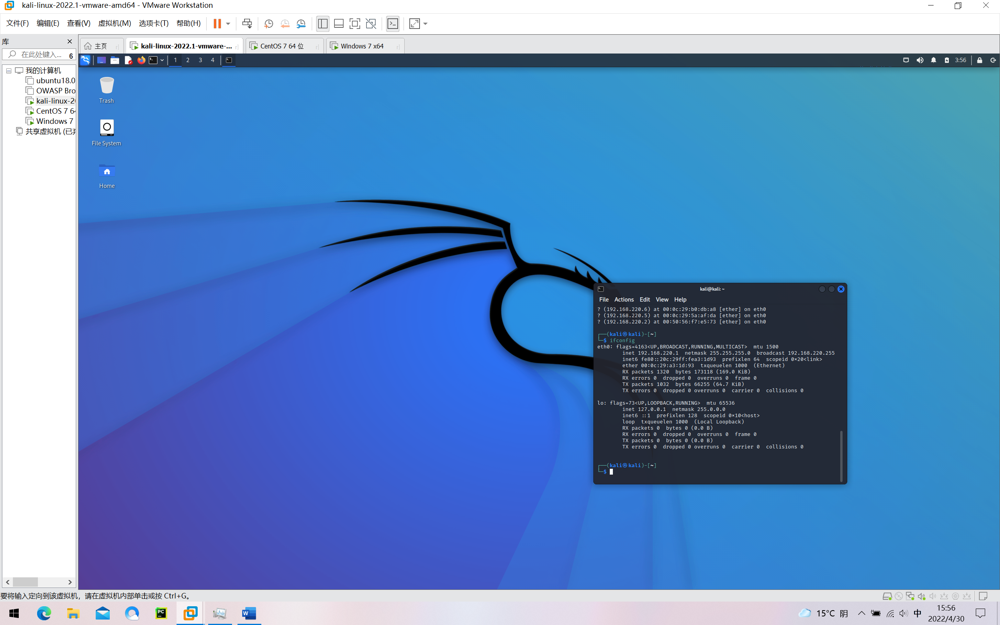 kali-linux-2022.1-vmware-amd64 - VMware Workstation
文件(F) 编辑(E) 查看(V) 虚拟机(M) 选项卡(T) 帮助(H)
库
在此处键入... 6
我的计算机
ubuntu18.0
OWASP Bro
kali-linux-2
CentOS 7 64
Windows 7
共享虚拟机 (已
主页
kali-linux-2022.1-vmware-...
CentOS 7 64 位
Windows 7 x64
1 2 3 4
3:56
Trash
File System
Home
kali@kali: ~
File Actions Edit View Help
? (192.168.220.6) at 00:0c:29:b0:db:a8 [ether] on eth0
? (192.168.220.5) at 00:0c:29:5a:af:da [ether] on eth0
? (192.168.220.2) at 00:50:56:f7:e5:73 [ether] on eth0
┌──(kali㉿kali)-[~]
└─$ ifconfig
eth0: flags=4163<UP,BROADCAST,RUNNING,MULTICAST>  mtu 1500
inet 192.168.220.1  netmask 255.255.255.0  broadcast 192.168.220.255
inet6 fe80::20c:29ff:fea3:1d93  prefixlen 64  scopeid 0×20<link>
ether 00:0c:29:a3:1d:93  txqueuelen 1000  (Ethernet)
RX packets 1320  bytes 173118 (169.0 KiB)
RX errors 0  dropped 0  overruns 0  frame 0
TX packets 1032  bytes 66255 (64.7 KiB)
TX errors 0  dropped 0 overruns 0  carrier 0  collisions 0
lo: flags=73<UP,LOOPBACK,RUNNING>  mtu 65536
inet 127.0.0.1  netmask 255.0.0.0
inet6 ::1  prefixlen 128  scopeid 0×10<host>
loop  txqueuelen 1000  (Local Loopback)
RX packets 0  bytes 0 (0.0 B)
RX errors 0  dropped 0  overruns 0  frame 0
TX packets 0  bytes 0 (0.0 B)
TX errors 0  dropped 0 overruns 0  carrier 0  collisions 0
┌──(kali㉿kali)-[~]
└─$
要将输入定向到该虚拟机，请在虚拟机内部单击或按 Ctrl+G。
PC
W
15°C 阴
中
15:56
2022/4/30